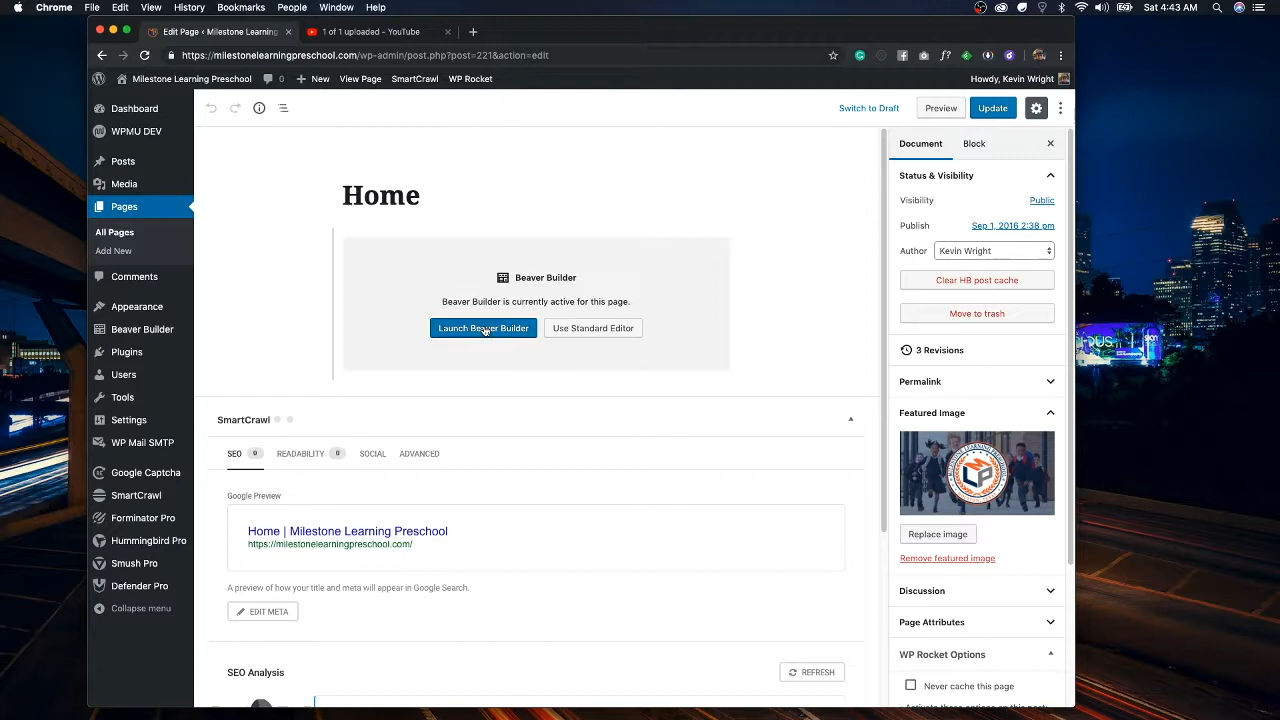 Chrome File Edit View History Bookmarks People Window Help
Sat 4:43 AM
Edit Page ‹ Milestone Learning
1 of 1 uploaded - YouTube
https://milestonelearningpreschool.com/wp-admin/post.php?post=221&action=edit
Milestone Learning Preschool 0 New View Page SmartCrawl WP Rocket
Howdy, Kevin Wright
Dashboard
WPMU DEV
Posts
Media
Pages
All Pages
Add New
Comments
Appearance
Beaver Builder
Plugins
Users
Tools
Settings
WP Mail SMTP
Google Captcha
SmartCrawl
Forminator Pro
Hummingbird Pro
Smush Pro
Defender Pro
Collapse menu
Switch to Draft Preview Update
Home
Beaver Builder
Beaver Builder is currently active for this page.
Launch Beaver Builder Use Standard Editor
SmartCrawl
SEO 0 READABILITY 0 SOCIAL ADVANCED
Google Preview
Home | Milestone Learning Preschool
https://milestonelearningpreschool.com/
A preview of how your title and meta will appear in Google Search.
EDIT META
SEO Analysis
REFRESH
Document Block
Status & Visibility
Visibility Public
Publish Sep 1, 2016 2:38 pm
Author Kevin Wright
Clear HB post cache
Move to trash
3 Revisions
Permalink
Featured Image
Replace image
Remove featured image
Discussion
Page Attributes
WP Rocket Options
Never cache this page